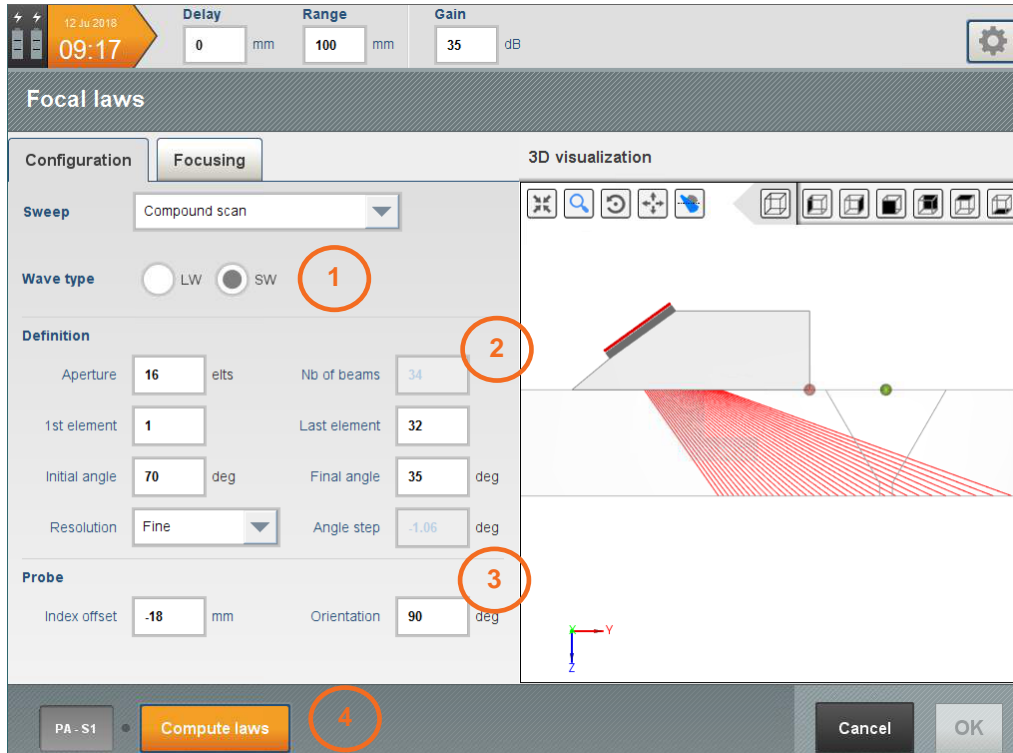 Delay Range Gain
12 Ju 2018
09:17
0 mm 100 mm 35 dB
Focal laws
Configuration Focusing 3D visualization
Sweep Compound scan
Wave type LW SW 1
Definition 2
Aperture 16 elts Nb of beams 34
1st element 1 Last element 32
Initial angle 70 deg Final angle 35 deg
Resolution Fine Angle step -1.06 deg
Probe 3
Index offset -18 mm Orientation 90 deg
X Y
Z
4
PA - S1 Compute laws Cancel OK